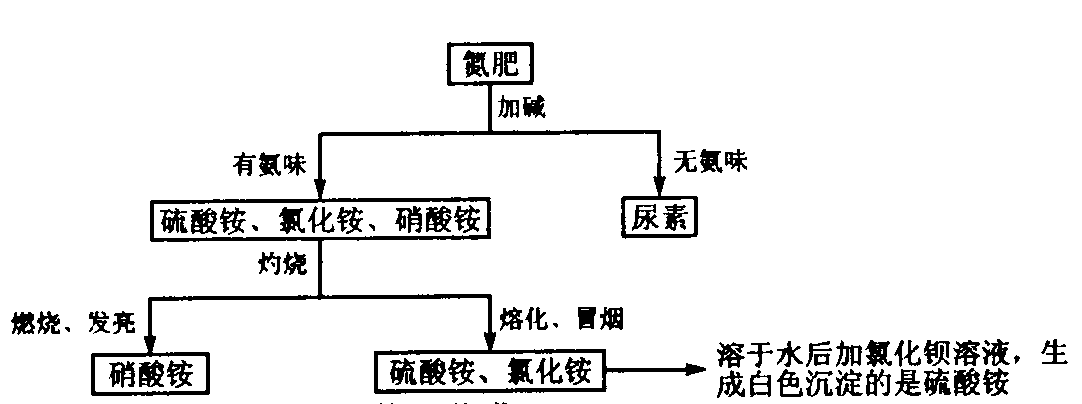 氮肥
加碱
有氨味
无氨味
硫酸铵、氯化铵、硝酸铵
尿素
灼烧
燃烧、发亮
熔化、冒烟
硝酸铵
硫酸铵、氯化铵
溶于水后加氯化钡溶液，生
成白色沉淀的是硫酸铵